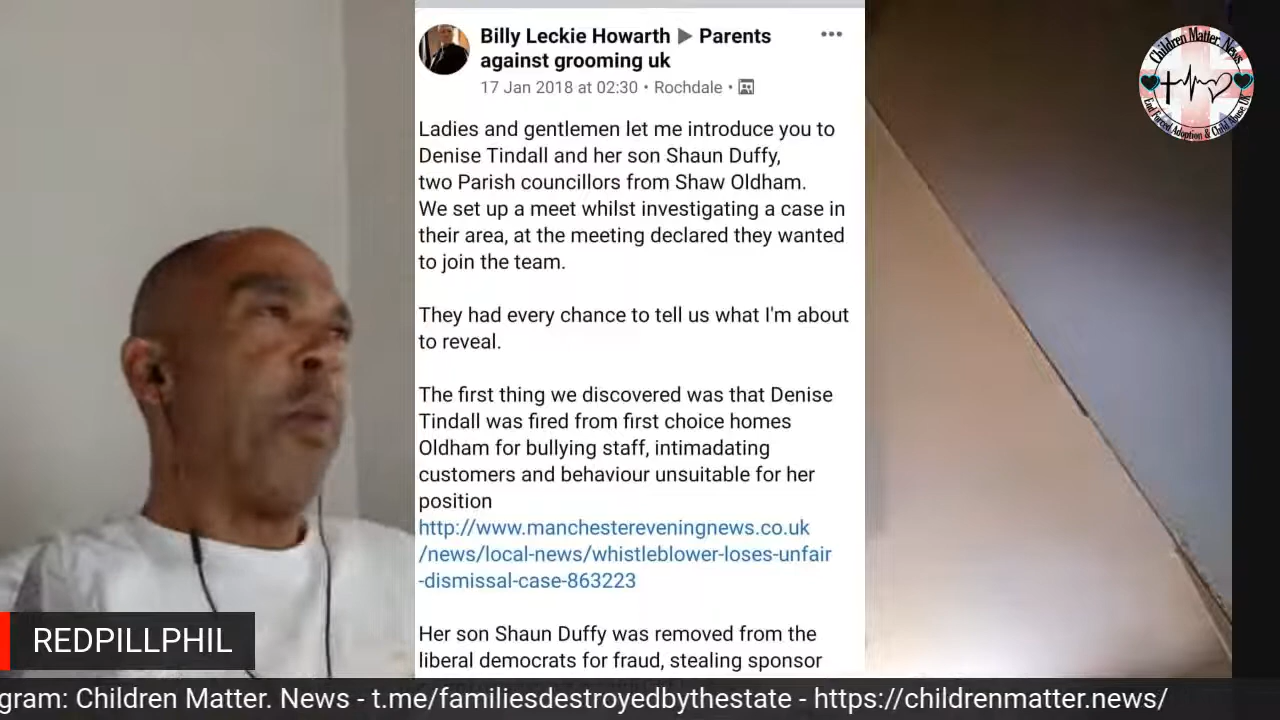 Billy Leckie Howarth ▶ Parents
against grooming uk
17 Jan 2018 at 02:30 • Rochdale •
Ladies and gentlemen let me introduce you to
Denise Tindall and her son Shaun Duffy,
two Parish councillors from Shaw Oldham.
We set up a meet whilst investigating a case in
their area, at the meeting declared they wanted
to join the team.
They had every chance to tell us what I'm about
to reveal.
The first thing we discovered was that Denise
Tindall was fired from first choice homes
Oldham for bullying staff, intimadating
customers and behaviour unsuitable for her
position
http://www.manchestereveningnews.co.uk
/news/local-news/whistleblower-loses-unfair
-dismissal-case-863223
Her son Shaun Duffy was removed from the
liberal democrats for fraud, stealing sponsor
Children Matter. News
End Forced Adoption & Child Abuse UK
REDPILLPHIL
gram: Children Matter. News - t.me/familiesdestroyedbythestate - https://childrenmatter.news/